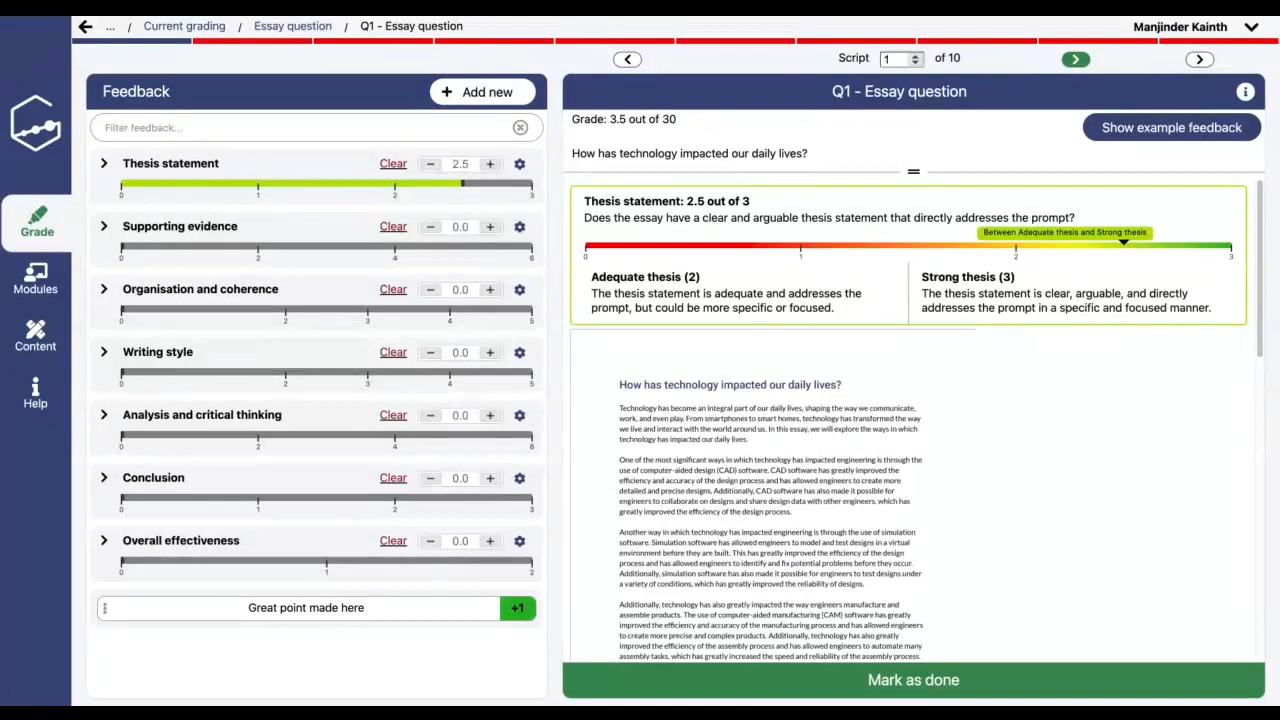 ... / Current grading / Essay question / Q1 - Essay question
Manjinder Kainth
Script 1 of 10
Grade
Modules
Content
Help
Feedback
+ Add new
Filter feedback...
Thesis statement Clear − 2.5 +
0 1 2 3
Supporting evidence Clear − 0.0 +
0 2 4 6
Organisation and coherence Clear − 0.0 +
0 2 3 4 5
Writing style Clear − 0.0 +
0 2 3 4 5
Analysis and critical thinking Clear − 0.0 +
0 2 4 6
Conclusion Clear − 0.0 +
0 1 2 3
Overall effectiveness Clear − 0.0 +
0 1 2
Great point made here +1
Q1 - Essay question
Grade: 3.5 out of 30
Show example feedback
How has technology impacted our daily lives?
Thesis statement: 2.5 out of 3
Does the essay have a clear and arguable thesis statement that directly addresses the prompt?
Between Adequate thesis and Strong thesis
0 1 2 3
Adequate thesis (2)
The thesis statement is adequate and addresses the
prompt, but could be more specific or focused.
Strong thesis (3)
The thesis statement is clear, arguable, and directly
addresses the prompt in a specific and focused manner.
How has technology impacted our daily lives?
Technology has become an integral part of our daily lives, shaping the way we communicate,
work, and even play. From smartphones to smart homes, technology has transformed the way
we live and interact with the world around us. In this essay, we will explore the ways in which
technology has impacted our daily lives.
One of the most significant ways in which technology has impacted engineering is through the
use of computer-aided design (CAD) software. CAD software has greatly improved the
efficiency and accuracy of the design process and has allowed engineers to create more
detailed and precise designs. Additionally, CAD software has also made it possible for
engineers to collaborate on designs and share design data with other engineers, which has
greatly improved the efficiency of the design process.
Another way in which technology has impacted engineering is through the use of simulation
software. Simulation software has allowed engineers to model and test designs in a virtual
environment before they are built. This has greatly improved the efficiency of the design
process and has allowed engineers to identify and fix potential problems before they occur.
Additionally, simulation software has also made it possible for engineers to test designs under
a variety of conditions, which has greatly improved the reliability of designs.
Additionally, technology has also greatly impacted the way engineers manufacture and
assemble products. The use of computer-aided manufacturing (CAM) software has greatly
improved the efficiency and accuracy of the manufacturing process and has allowed engineers
to create more precise and complex products. Additionally, technology has also greatly
improved the efficiency of the assembly process and has allowed engineers to automate many
assembly tasks, which has greatly increased the speed and reliability of the assembly process.
Mark as done